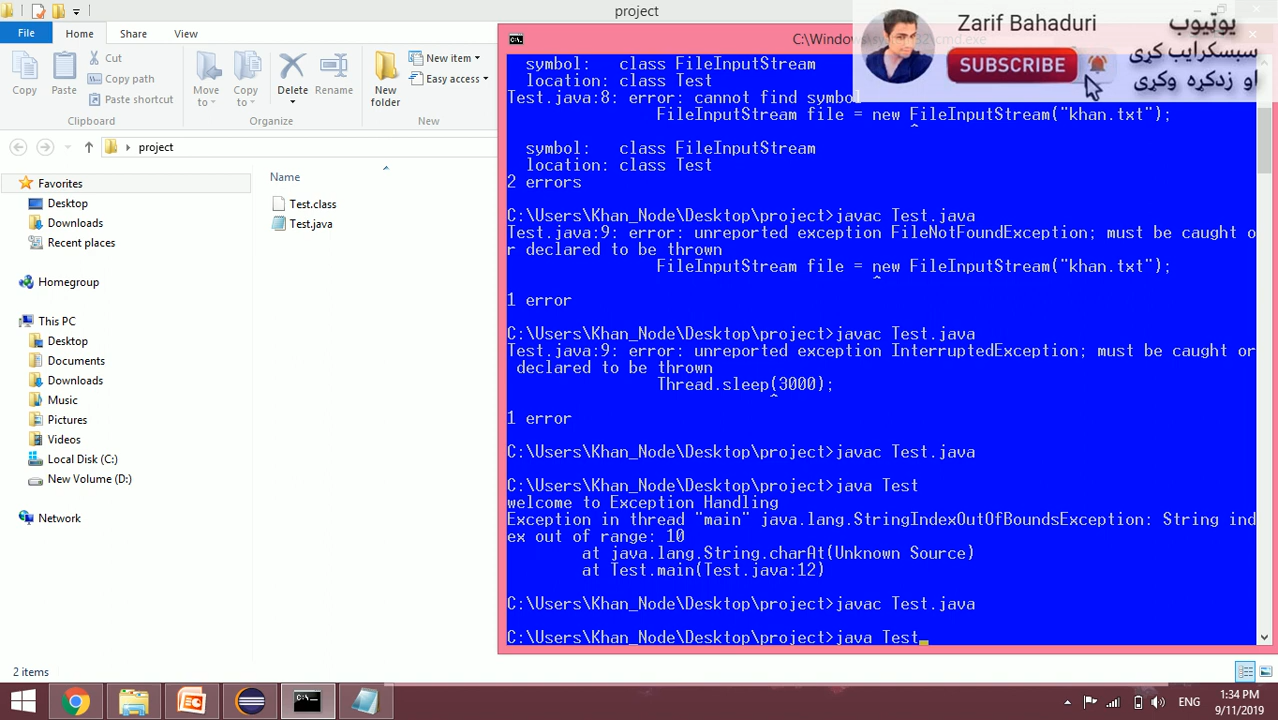 project
File
Home
Share
View
Copy
Paste
Cut
Copy path
Paste shortcut
Clipboard
Move to
Copy to
Delete
Rename
Organize
New folder
New item
Easy access
New
project
Favorites
Desktop
Downloads
Recent places
Homegroup
This PC
Desktop
Documents
Downloads
Music
Pictures
Videos
Local Disk (C:)
New Volume (D:)
Network
Name
Test.class
Test.java
2 items
Zarif Bahaduri
SUBSCRIBE
یوتیوب
سبسکرایب کړی
او زدکړه وکړی
symbol:   class FileInputStream
location: class Test
Test.java:8: error: cannot find symbol
FileInputStream file = new FileInputStream("khan.txt");
^
symbol:   class FileInputStream
location: class Test
2 errors
C:\Users\Khan_Node\Desktop\project>javac Test.java
Test.java:9: error: unreported exception FileNotFoundException; must be caught o
r declared to be thrown
FileInputStream file = new FileInputStream("khan.txt");
^
1 error
C:\Users\Khan_Node\Desktop\project>javac Test.java
Test.java:9: error: unreported exception InterruptedException; must be caught or
declared to be thrown
Thread.sleep(3000);
^
1 error
C:\Users\Khan_Node\Desktop\project>javac Test.java
C:\Users\Khan_Node\Desktop\project>java Test
welcome to Exception Handling
Exception in thread "main" java.lang.StringIndexOutOfBoundsException: String ind
ex out of range: 10
at java.lang.String.charAt(Unknown Source)
at Test.main(Test.java:12)
C:\Users\Khan_Node\Desktop\project>javac Test.java
C:\Users\Khan_Node\Desktop\project>java Test_
ENG
1:34 PM
9/11/2019